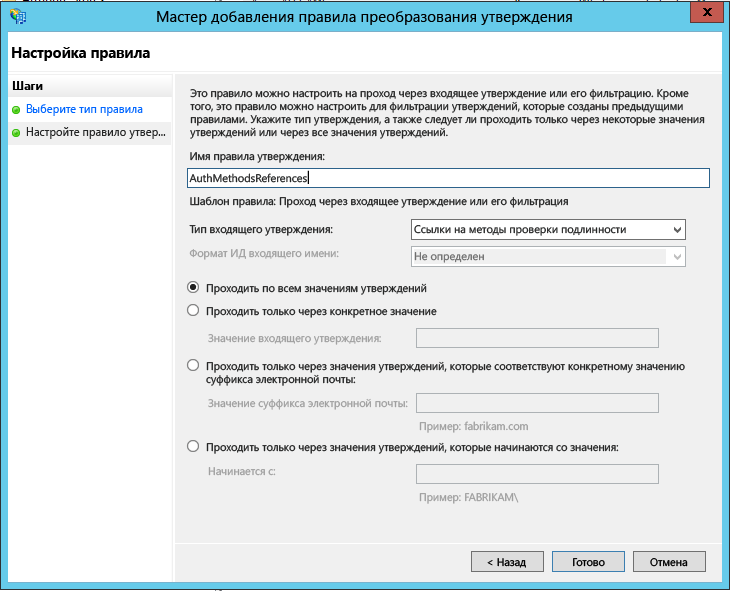 Мастер добавления правила преобразования утверждения
x
Настройка правила
Шаги
Выберите тип правила
Настройте правило утвер...
Это правило можно настроить на проход через входящее утверждение или его фильтрацию. Кроме
того, это правило можно настроить для фильтрации утверждений, которые созданы предыдущими
правилами. Укажите тип утверждения, а также следует ли проходить только через некоторые значения
утверждений или через все значения утверждений.
Имя правила утверждения:
AuthMethodsReferences
Шаблон правила: Проход через входящее утверждение или его фильтрация
Тип входящего утверждения:
Ссылки на методы проверки подлинности
Формат ИД входящего имени:
Не определен
Проходить по всем значениям утверждений
Проходить только через конкретное значение
Значение входящего утверждения:
Проходить только через значения утверждений, которые соответствуют конкретному значению
суффикса электронной почты:
Значение суффикса электронной почты:
Пример: fabrikam.com
Проходить только через значения утверждений, которые начинаются со значения:
Начинается с:
Пример: FABRIKAM\
< Назад
Готово
Отмена